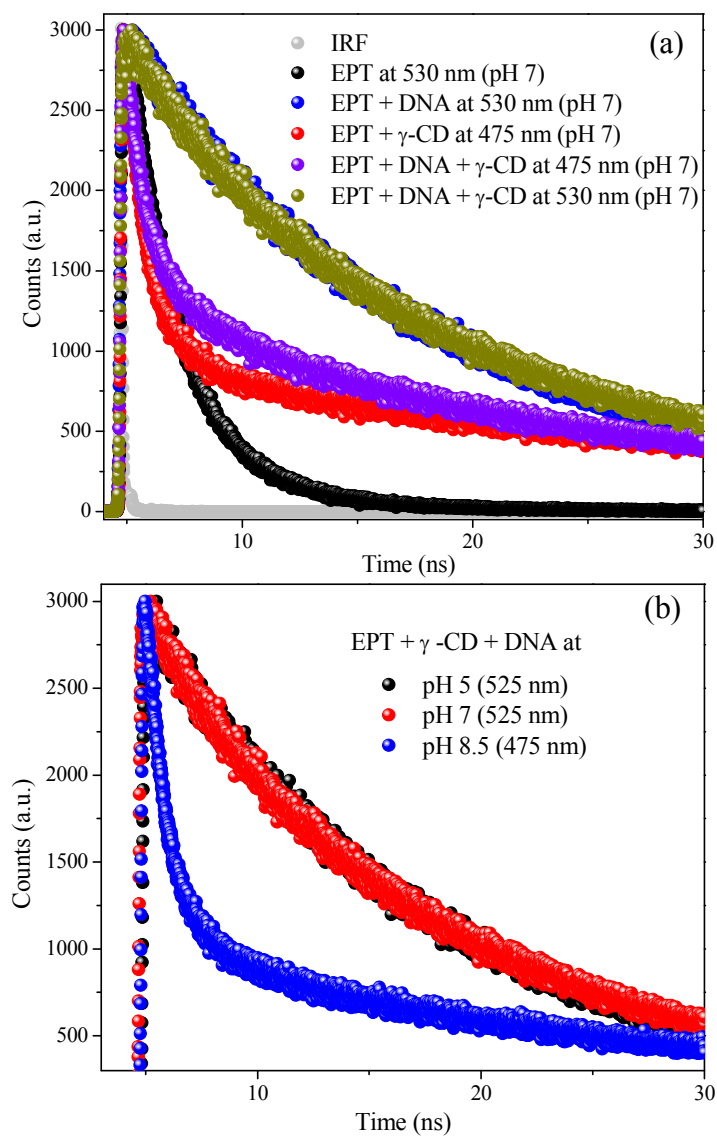 (a)
IRF
EPT at 530 nm (pH 7)
EPT + DNA at 530 nm (pH 7)
EPT + γ-CD at 475 nm (pH 7)
EPT + DNA + γ-CD at 475 nm (pH 7)
EPT + DNA + γ-CD at 530 nm (pH 7)
3000
2500
2000
1500
1000
500
0
Counts (a.u.)
10
20
30
Time (ns)
(b)
EPT + γ -CD + DNA at
pH 5 (525 nm)
pH 7 (525 nm)
pH 8.5 (475 nm)
3000
2500
2000
1500
1000
500
Counts (a.u.)
10
20
30
Time (ns)